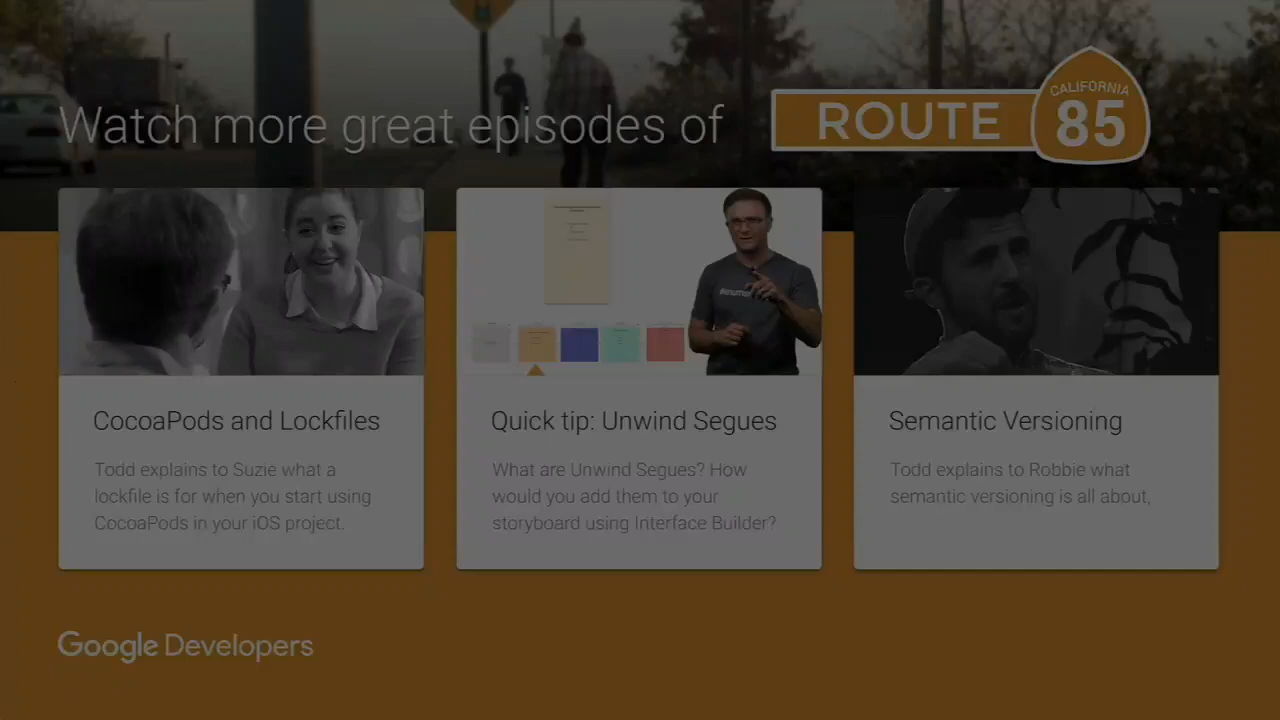 Watch more great episodes of
ROUTE
CALIFORNIA
85
CocoaPods and Lockfiles
Todd explains to Suzie what a
lockfile is for when you start using
CocoaPods in your iOS project.
Quick tip: Unwind Segues
What are Unwind Segues? How
would you add them to your
storyboard using Interface Builder?
Semantic Versioning
Todd explains to Robbie what
semantic versioning is all about,
Google Developers